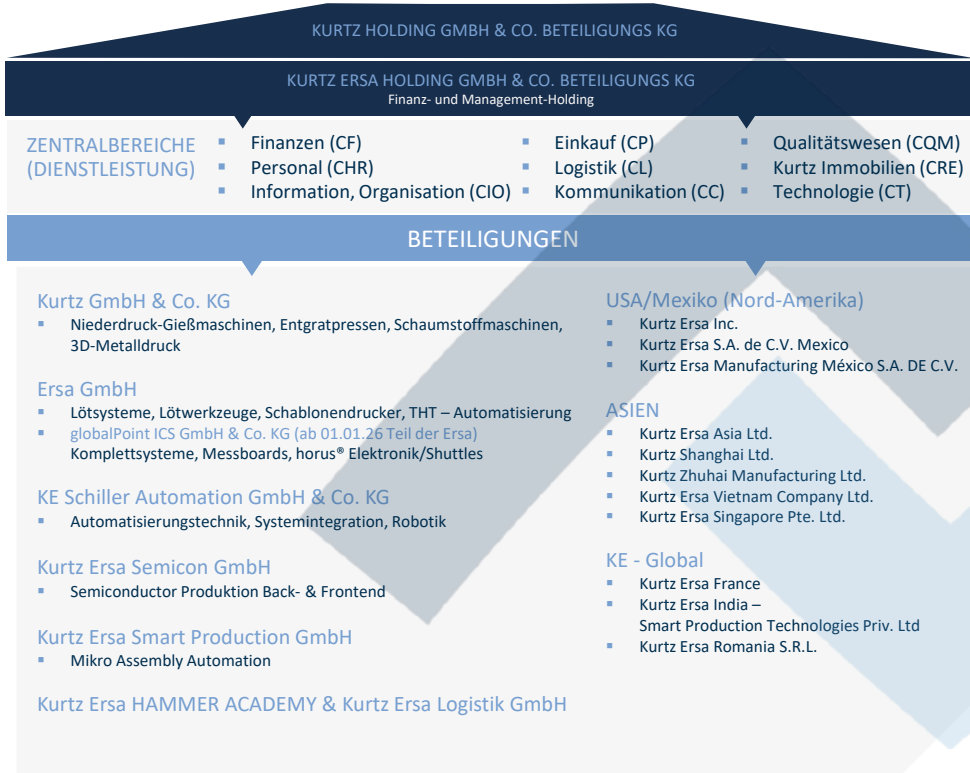 KURTZ HOLDING GMBH & CO. BETEILIGUNGS KG
KURTZ ERSA HOLDING GMBH & CO. BETEILIGUNGS KG
Finanz- und Management-Holding
ZENTRALBEREICHE
(DIENSTLEISTUNG)
▪ Finanzen (CF)
▪ Personal (CHR)
▪ Information, Organisation (CIO)
▪ Einkauf (CP)
▪ Logistik (CL)
▪ Kommunikation (CC)
▪ Qualitätswesen (CQM)
▪ Kurtz Immobilien (CRE)
▪ Technologie (CT)
BETEILIGUNGEN
Kurtz GmbH & Co. KG
▪ Niederdruck-Gießmaschinen, Entgratpressen, Schaumstoffmaschinen,
3D-Metalldruck
Ersa GmbH
▪ Lötsysteme, Lötwerkzeuge, Schablonendrucker, THT – Automatisierung
▪ globalPoint ICS GmbH & Co. KG (ab 01.01.26 Teil der Ersa)
Komplettsysteme, Messboards, horus® Elektronik/Shuttles
KE Schiller Automation GmbH & Co. KG
▪ Automatisierungstechnik, Systemintegration, Robotik
Kurtz Ersa Semicon GmbH
▪ Semiconductor Produktion Back- & Frontend
Kurtz Ersa Smart Production GmbH
▪ Mikro Assembly Automation
Kurtz Ersa HAMMER ACADEMY & Kurtz Ersa Logistik GmbH
USA/Mexiko (Nord-Amerika)
▪ Kurtz Ersa Inc.
▪ Kurtz Ersa S.A. de C.V. Mexico
▪ Kurtz Ersa Manufacturing México S.A. DE C.V.
ASIEN
▪ Kurtz Ersa Asia Ltd.
▪ Kurtz Shanghai Ltd.
▪ Kurtz Zhuhai Manufacturing Ltd.
▪ Kurtz Ersa Vietnam Company Ltd.
▪ Kurtz Ersa Singapore Pte. Ltd.
KE - Global
▪ Kurtz Ersa France
▪ Kurtz Ersa India –
Smart Production Technologies Priv. Ltd
▪ Kurtz Ersa Romania S.R.L.